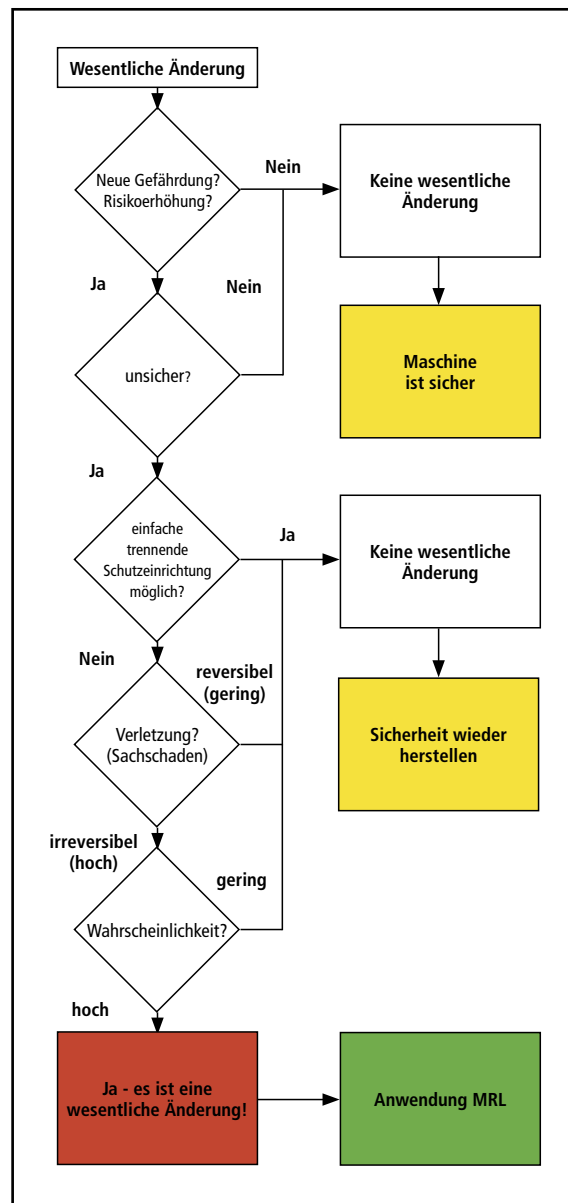 Wesentliche Änderung
Neue Gefährdung?
Risikoerhöhung?
Nein
Keine wesentliche
Änderung
Ja
Nein
unsicher?
Maschine
ist sicher
Ja
einfache
trennende
Schutzeinrichtung
möglich?
Ja
Keine wesentliche
Änderung
Nein
reversibel
(gering)
Verletzung?
(Sachschaden)
Sicherheit wieder
herstellen
irreversibel
(hoch)
gering
Wahrscheinlichkeit?
hoch
Ja - es ist eine
wesentliche Änderung!
Anwendung MRL